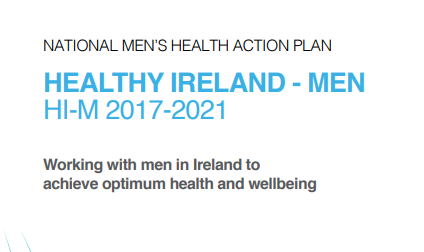 NATIONAL MEN'S HEALTH ACTION PLAN
HEALTHY IRELAND - MEN
HI-M 2017-2021
Working with men in Ireland to
achieve optimum health and wellbeing